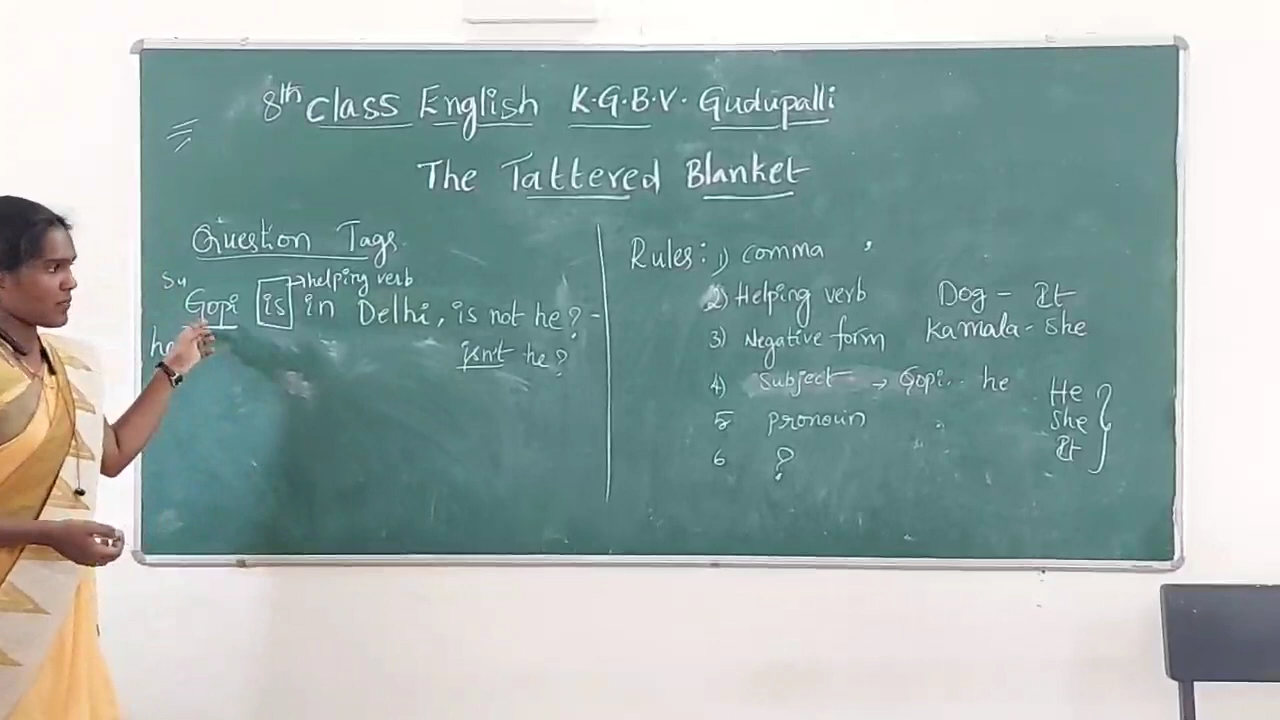 8th class English K.G.B.V. Gudupalli
The Tattered Blanket
Question Tags.
Su
helping verb
Gopi is in Delhi, is not he? -
he
isn't he?
Rules: 1) comma ,
2) Helping verb
3) Negative form
4) Subject → Gopi.. he
5 pronoun
6 ?
Dog - It
Kamala - She
He
She
It